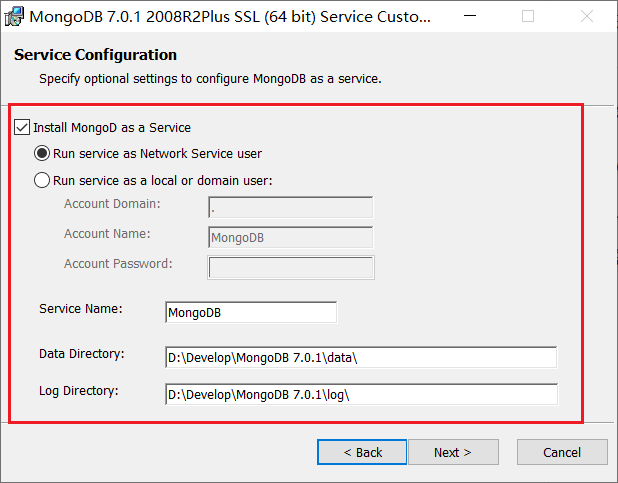 MongoDB 7.0.1 2008R2Plus SSL (64 bit) Service Custo...
Service Configuration
Specify optional settings to configure MongoDB as a service.
Install MongoD as a Service
Run service as Network Service user
Run service as a local or domain user:
Account Domain: .
Account Name: MongoDB
Account Password:
Service Name: MongoDB
Data Directory: D:\Develop\MongoDB 7.0.1\data\
Log Directory: D:\Develop\MongoDB 7.0.1\log\
< Back Next > Cancel